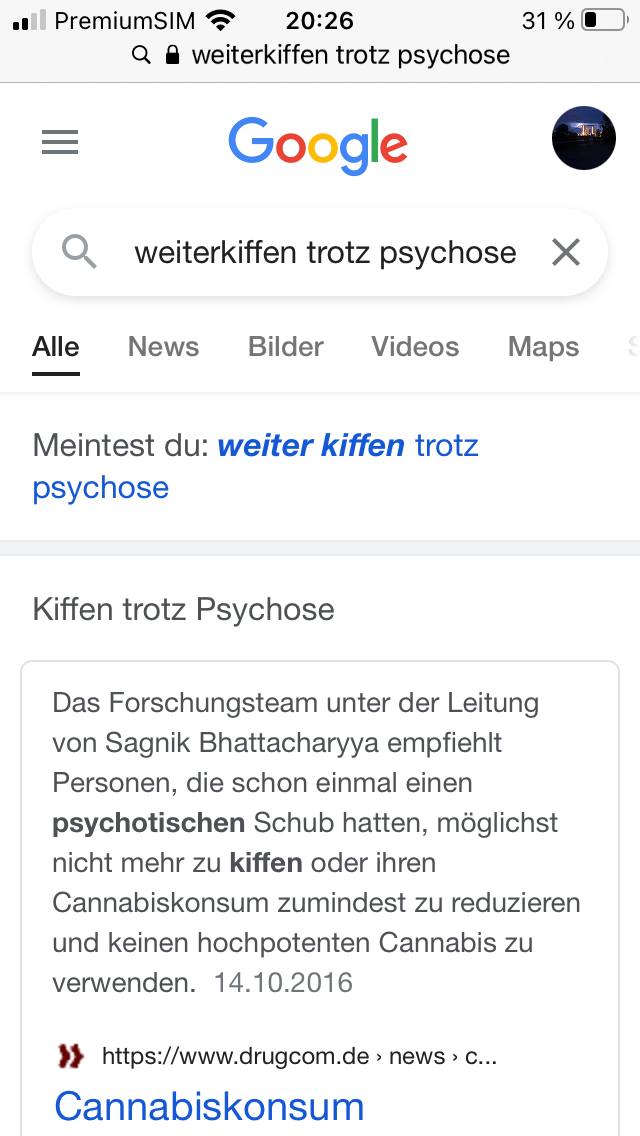 PremiumSIM 20:26 31 %
weiterkiffen trotz psychose
Google
weiterkiffen trotz psychose
Alle News Bilder Videos Maps
Meintest du: weiter kiffen trotz
psychose
Kiffen trotz Psychose
Das Forschungsteam unter der Leitung
von Sagnik Bhattacharyya empfiehlt
Personen, die schon einmal einen
psychotischen Schub hatten, möglichst
nicht mehr zu kiffen oder ihren
Cannabiskonsum zumindest zu reduzieren
und keinen hochpotenten Cannabis zu
verwenden. 14.10.2016
https://www.drugcom.de › news › c...
Cannabiskonsum